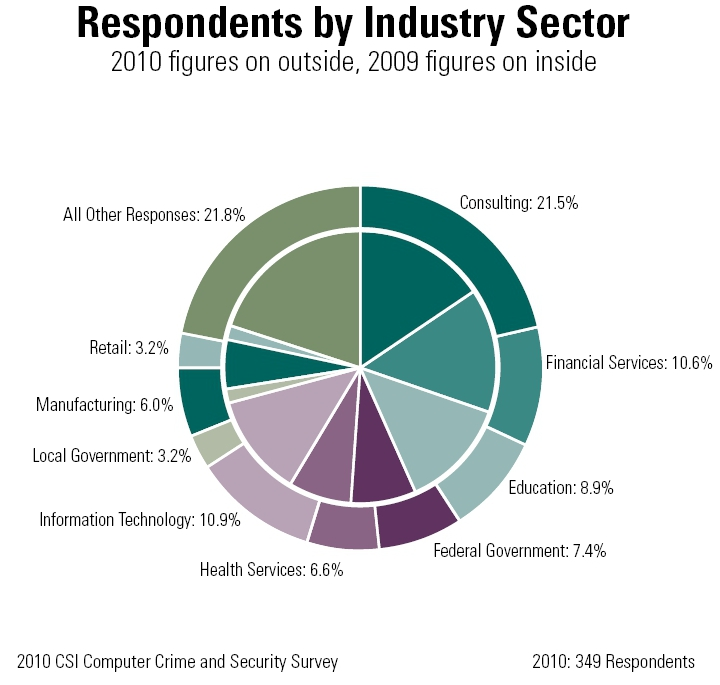 Respondents by Industry Sector
2010 figures on outside, 2009 figures on inside
All Other Responses: 21.8%
Consulting: 21.5%
Retail: 3.2%
Financial Services: 10.6%
Manufacturing: 6.0%
Local Government: 3.2%
Education: 8.9%
Information Technology: 10.9%
Federal Government: 7.4%
Health Services: 6.6%
2010 CSI Computer Crime and Security Survey
2010: 349 Respondents